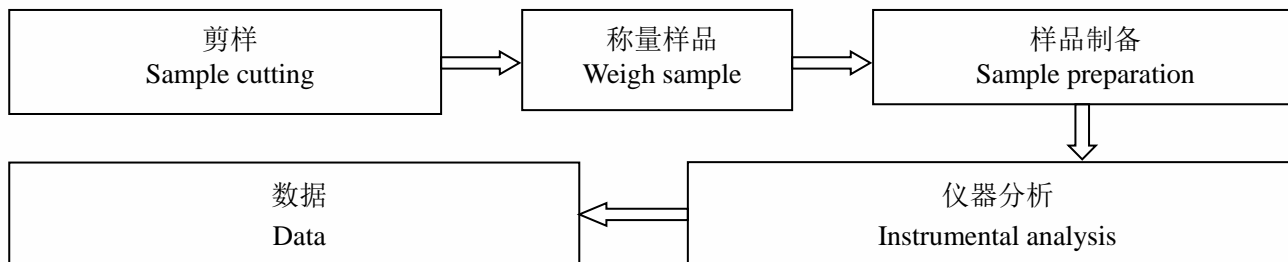 剪样
Sample cutting
称量样品
Weigh sample
样品制备
Sample preparation
仪器分析
Instrumental analysis
数据
Data